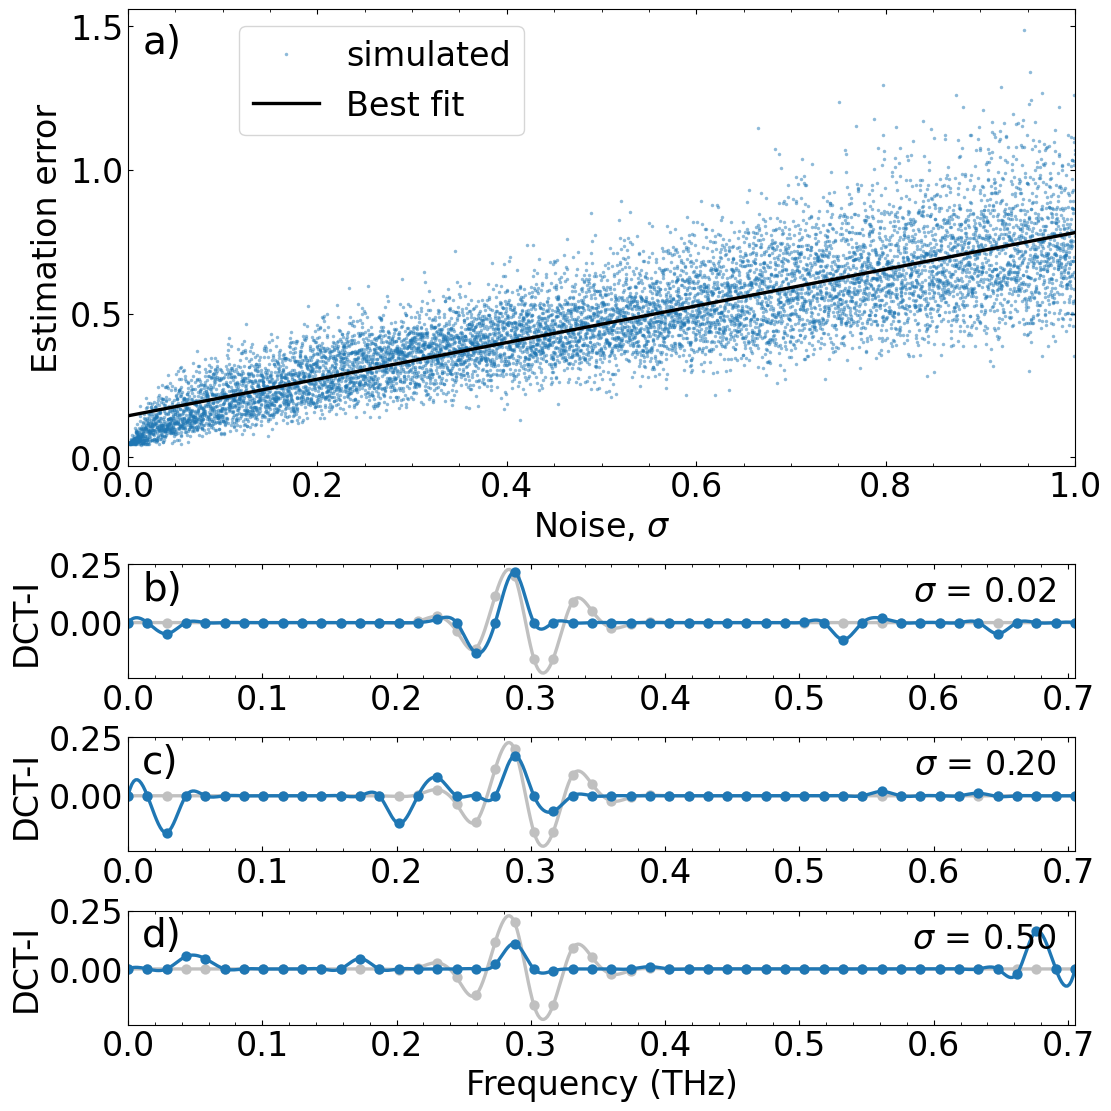 a)
simulated
Best fit
1.5
1.0
0.5
0.0
Estimation error
0.0 0.2 0.4 0.6 0.8 1.0
Noise, σ
b)
σ = 0.02
0.25
0.00
DCT-I
0.0 0.1 0.2 0.3 0.4 0.5 0.6 0.7
c)
σ = 0.20
0.25
0.00
DCT-I
0.0 0.1 0.2 0.3 0.4 0.5 0.6 0.7
d)
σ = 0.50
0.25
0.00
DCT-I
0.0 0.1 0.2 0.3 0.4 0.5 0.6 0.7
Frequency (THz)